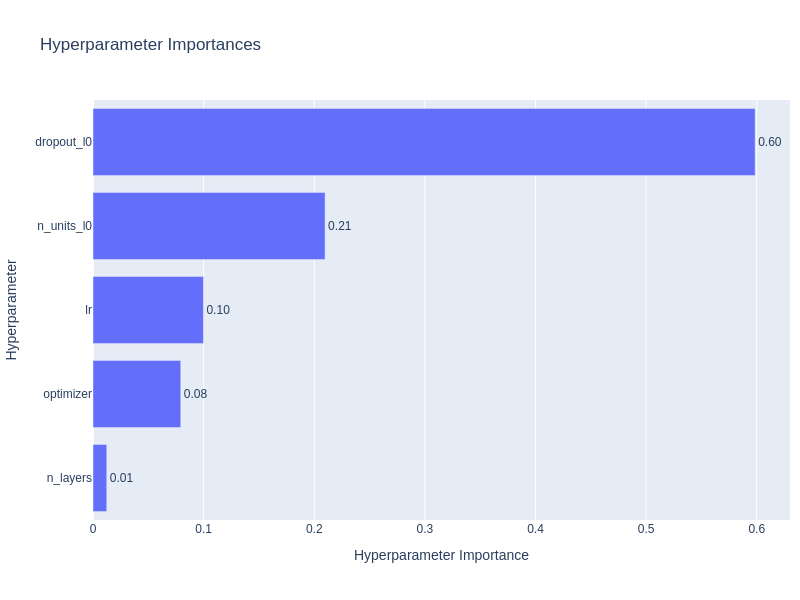 Hyperparameter Importances
dropout_l0
0.60
n_units_l0
0.21
lr
0.10
optimizer
0.08
n_layers
0.01
Hyperparameter
0
0.1
0.2
0.3
0.4
0.5
0.6
Hyperparameter Importance